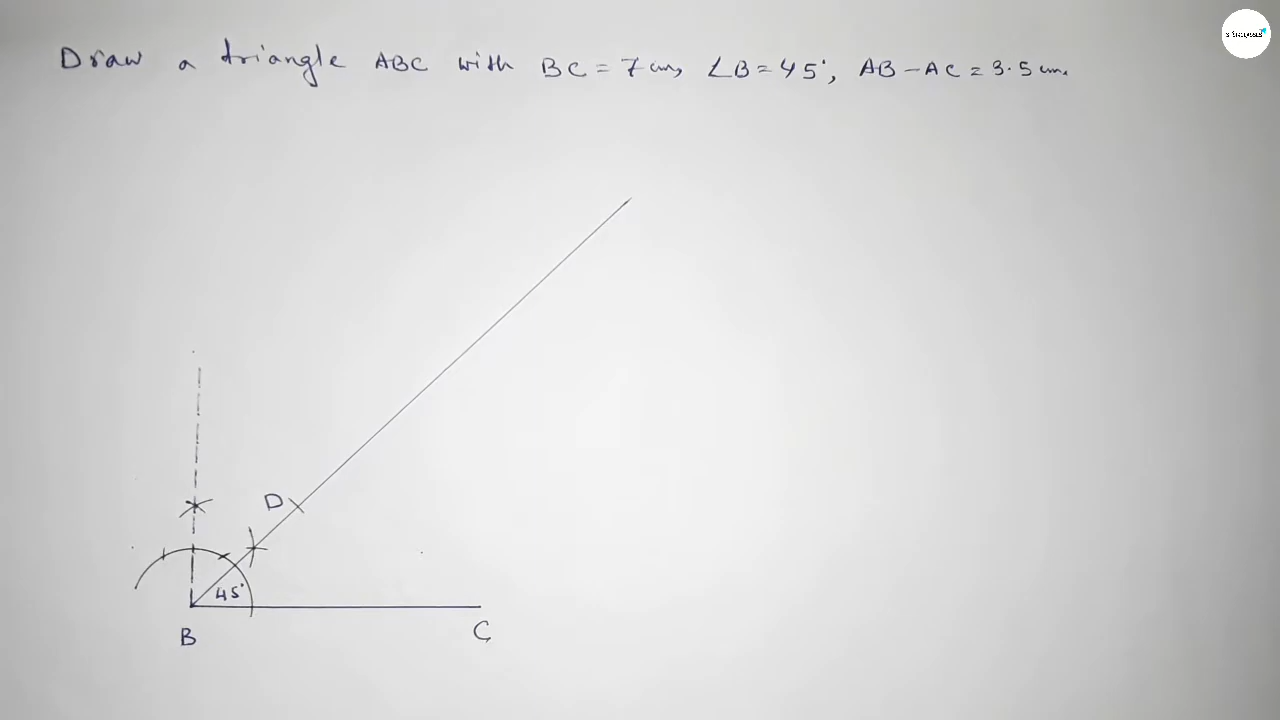 Draw a triangle ABC with BC = 7 cm, ∠B = 45°, AB - AC = 3.5 cm.
D
45°
B
C